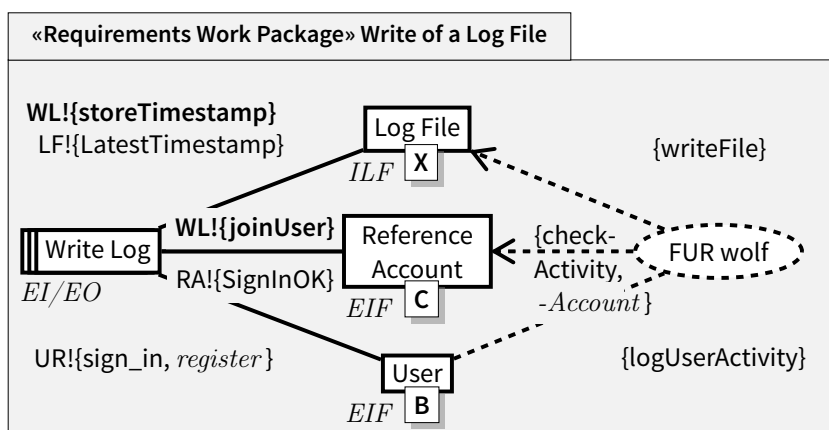 «Requirements Work Package» Write of a Log File
WL!{storeTimestamp}
LF!{LatestTimestamp}
Log File
X
ILF
{writeFile}
WL!{joinUser}
Write Log
EI/EO
RA!{SignInOK}
Reference
Account
C
EIF
{check-
Activity,
-Account}
FUR wolf
UR!{sign_in, register}
User
B
EIF
{logUserActivity}